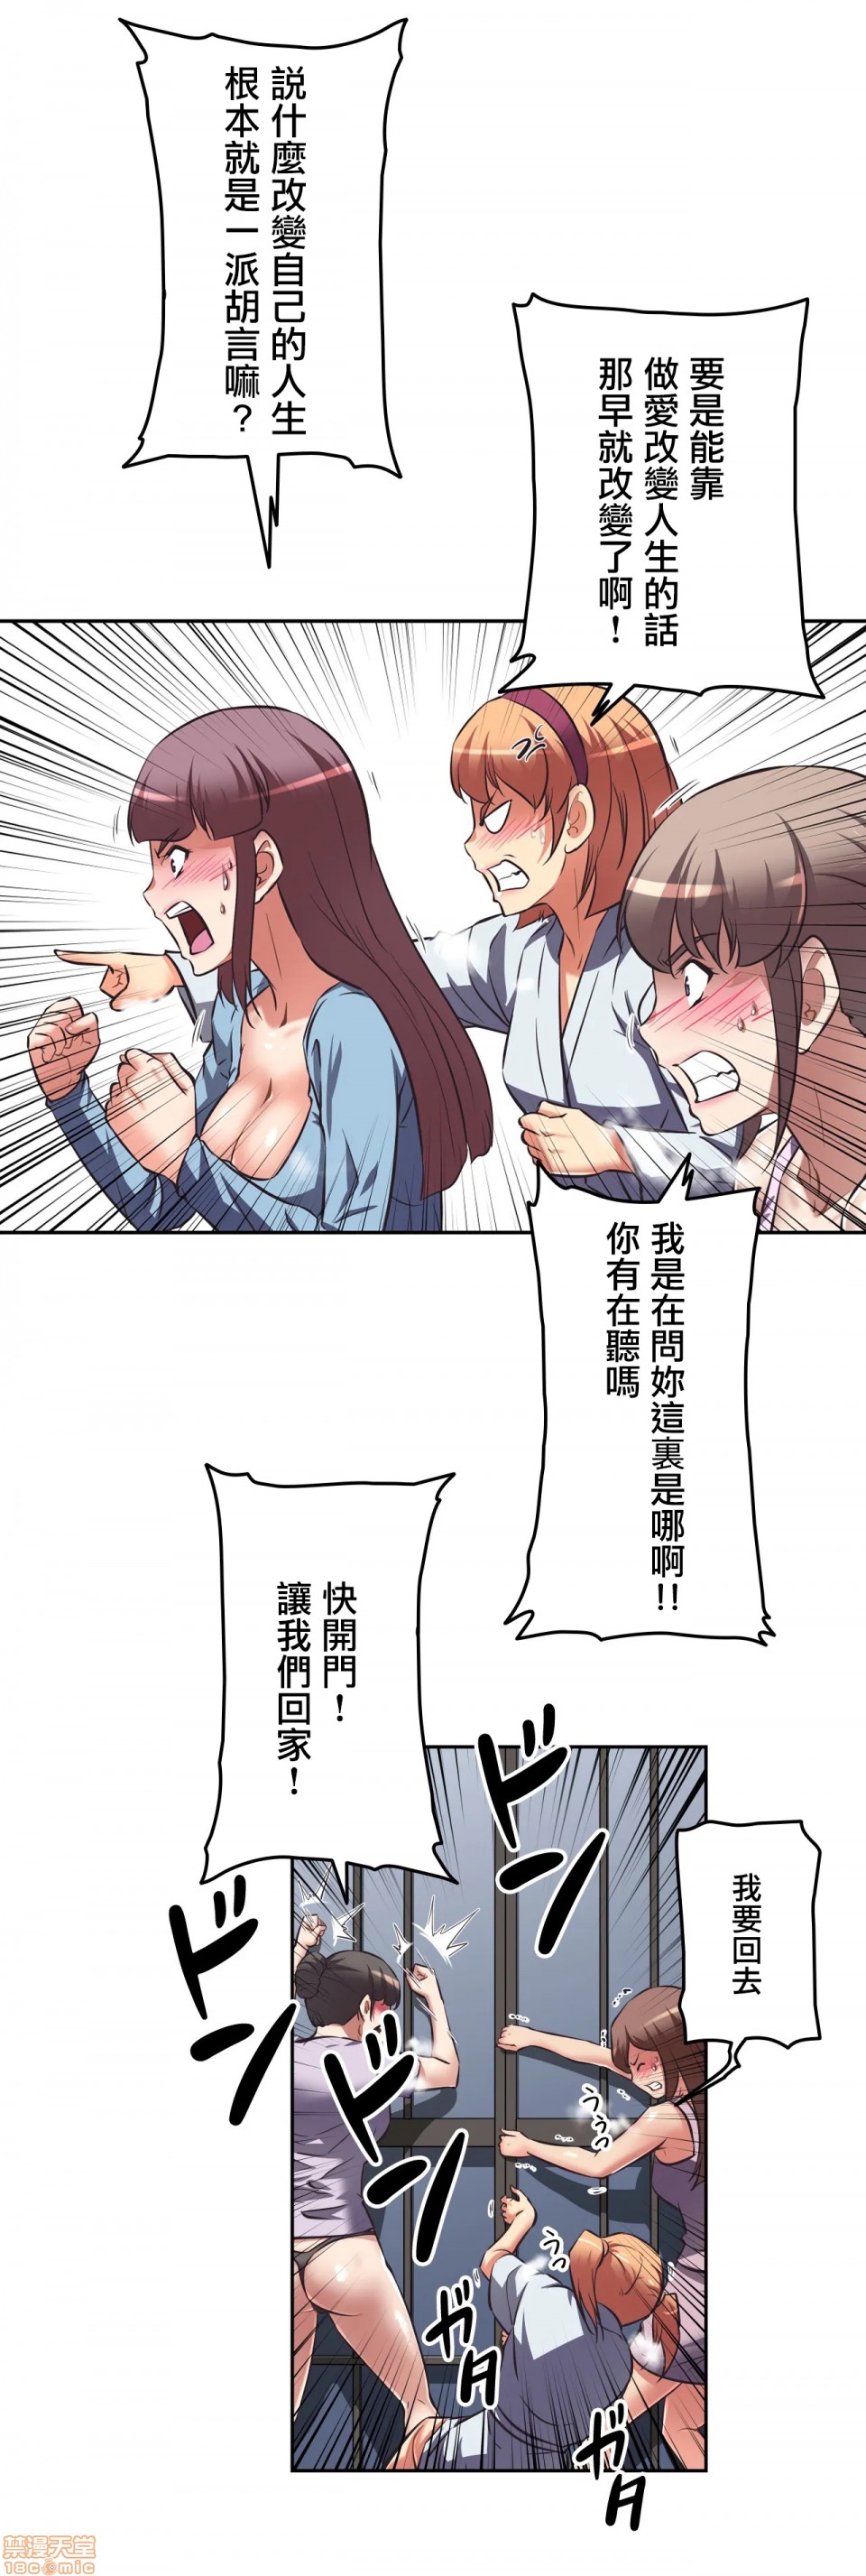 説什麼改變自己的人生
根本就是一派胡言嘛？
要是能靠
做愛改變人生的話
那早就改變了啊！
我是在問妳這裏是哪啊!!
你有在聽嗎
快開門！
讓我們回家！
我要回去
ドン
ドン
ドン
うぅっ
うっ
ガタ
ガタ
禁漫天堂
18comic